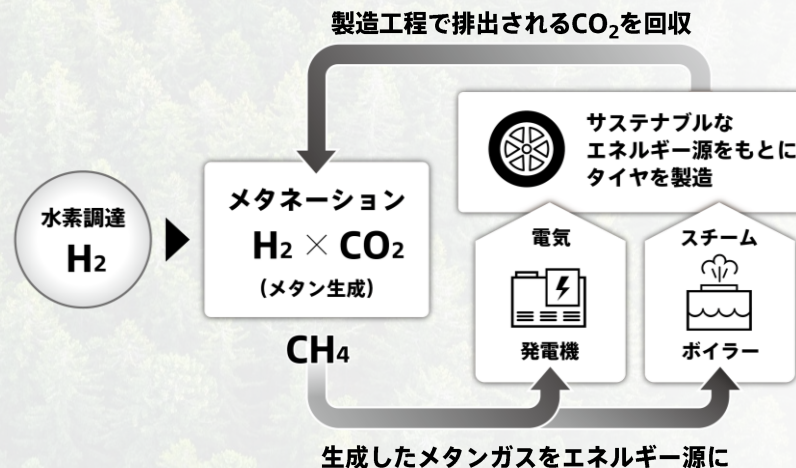 製造工程で排出されるCO₂を回収
サステナブルな
エネルギー源をもとに
タイヤを製造
水素調達
H₂
メタネーション
H₂ × CO₂
(メタン生成)
CH₄
電気
発電機
スチーム
ボイラー
生成したメタンガスをエネルギー源に